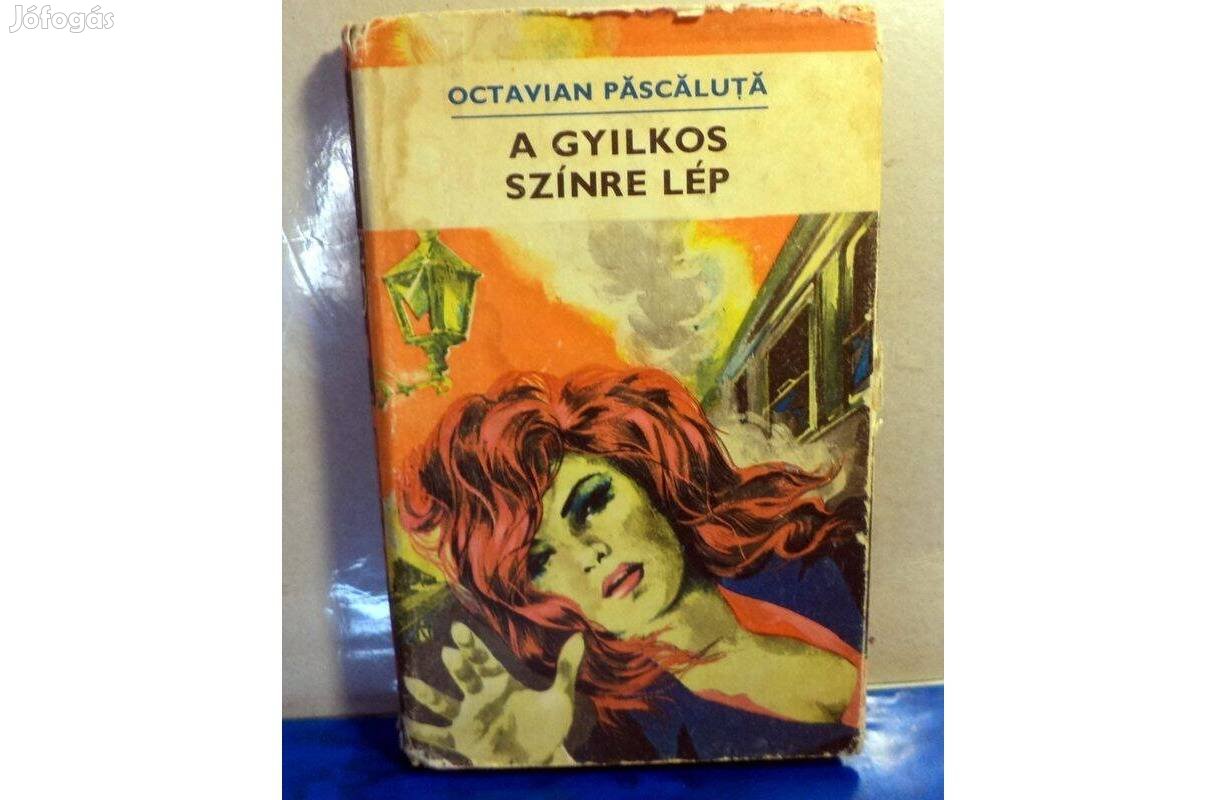 Jófogás
OCTAVIAN PĂSCĂLUȚĂ
A GYILKOS
SZÍNRE LÉP